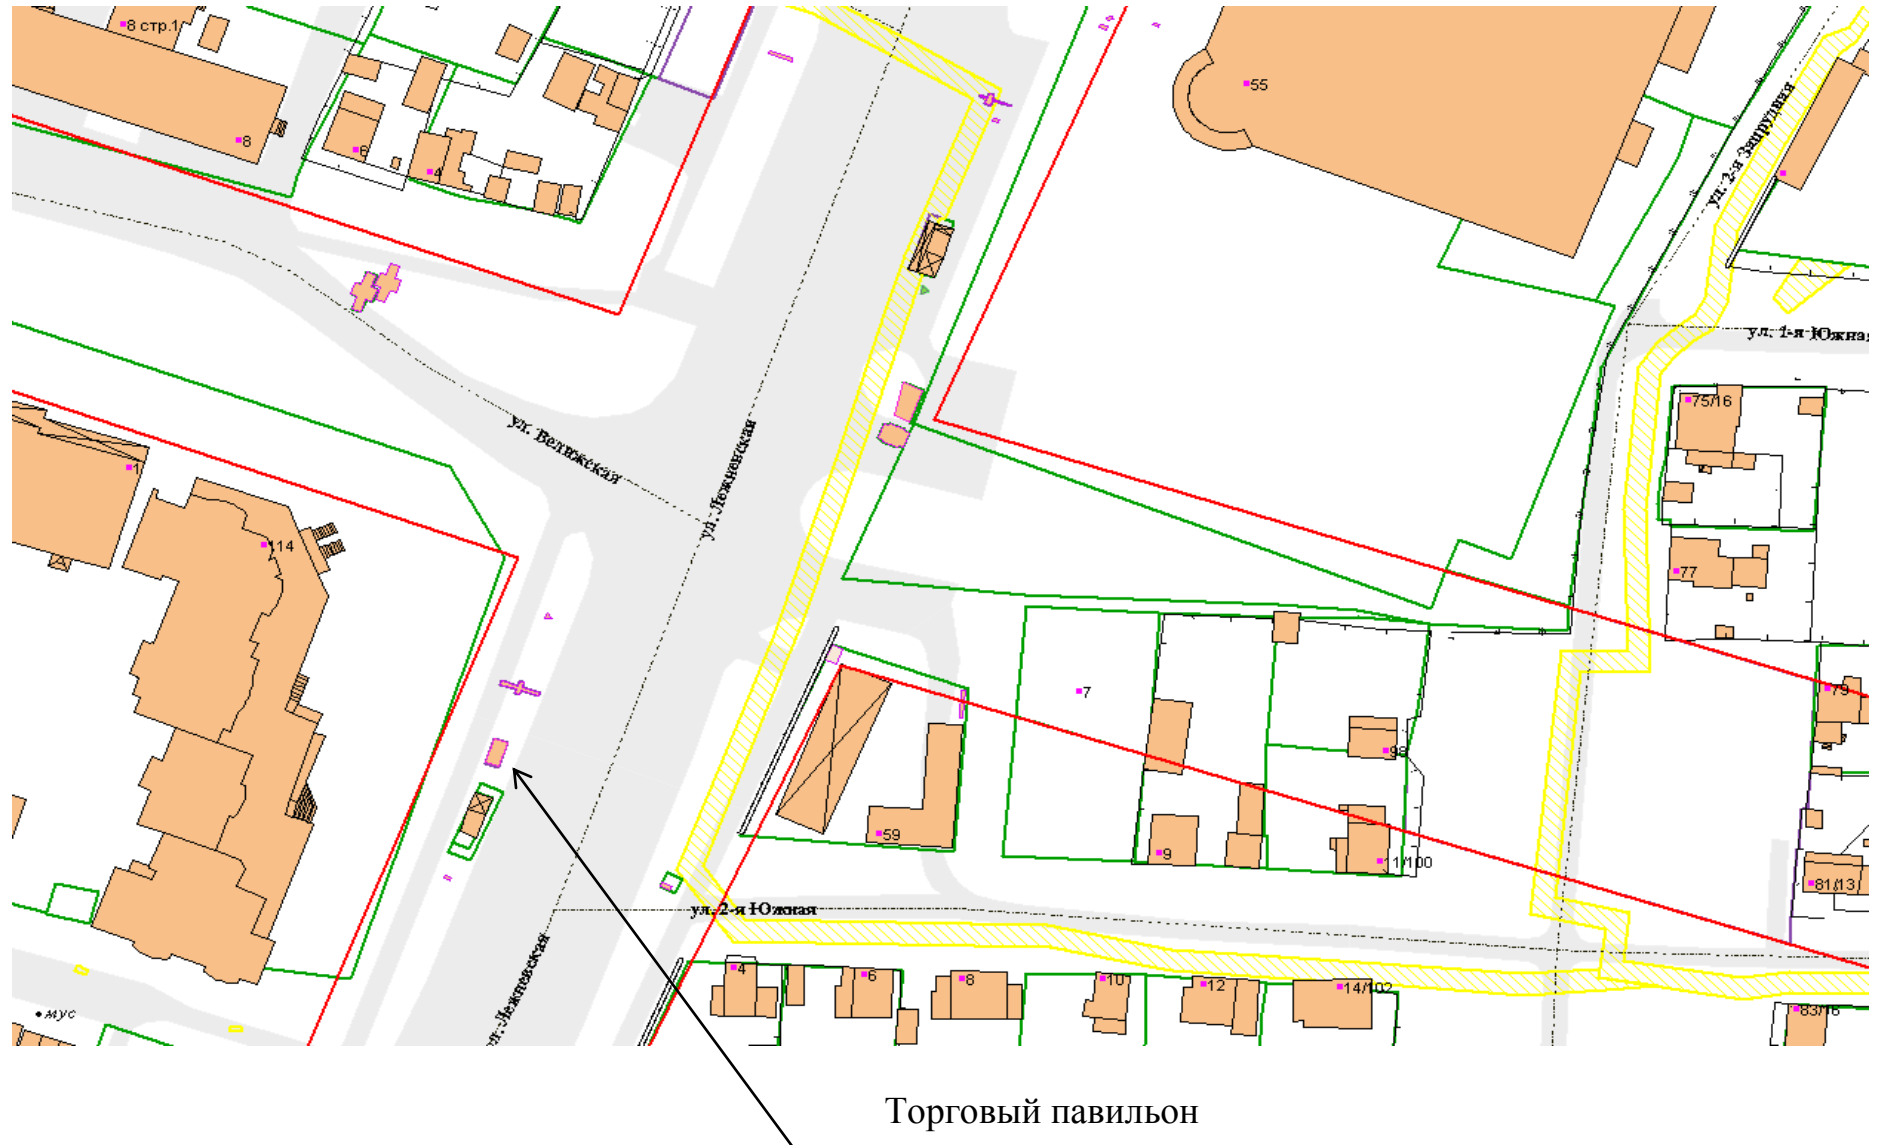 8 стр.1
8
6
4
55
ул. 2-я Запрудная
ул. 1-я Южная
75/16
ул. Велижская
ул. Лежневская
1
114
77
7
79
98
59
9
11/100
81/13
ул. 2-я Южная
ул. Лежневская
4
6
8
10
12
14/102
мус
83/16
Торговый павильон